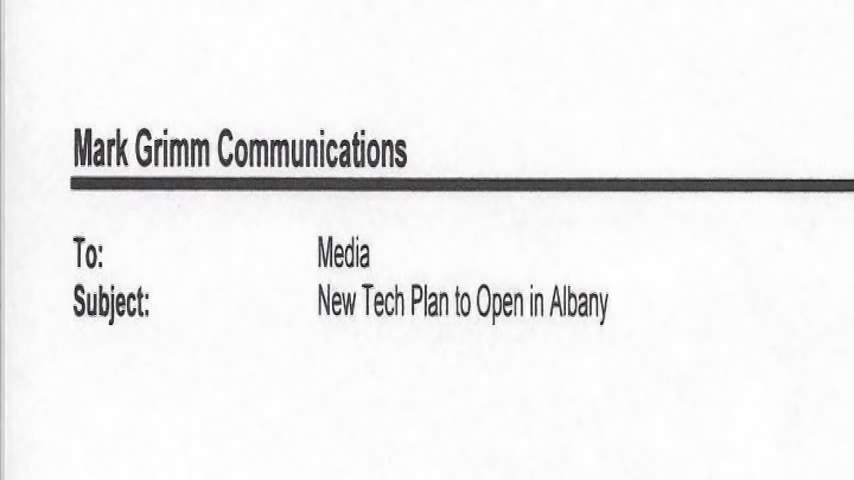 Mark Grimm Communications
To: Media
Subject: New Tech Plan to Open in Albany